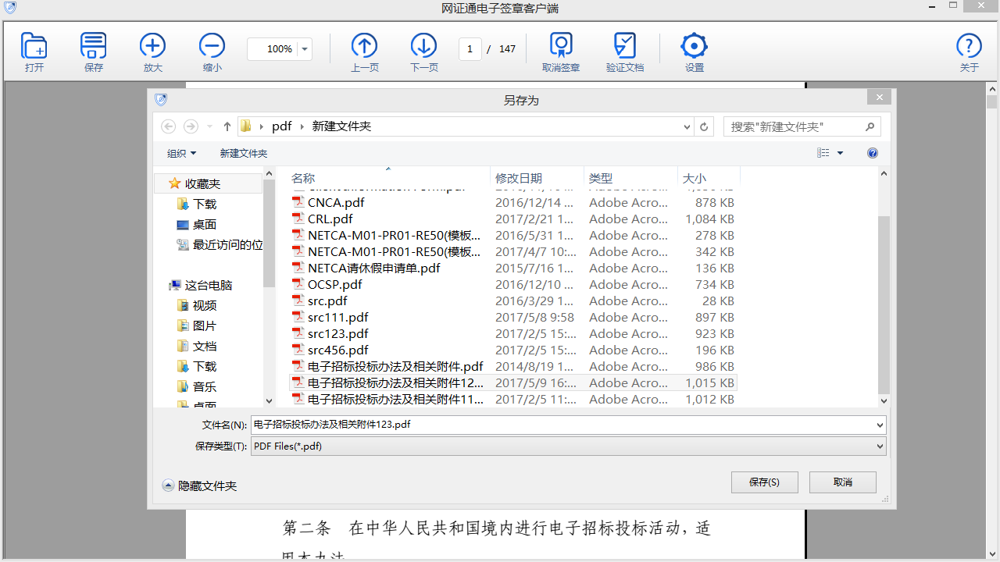 网证通电子签章客户端
打开 保存 放大 缩小 100% 上一页 下一页 1 / 147 取消签章 验证文档 设置 关于
另存为
pdf 新建文件夹 搜索"新建文件夹"
组织 新建文件夹
名称 修改日期 类型 大小
收藏夹
下载
桌面
最近访问的位
这台电脑
视频
图片
文档
下载
音乐
桌面
CNCA.pdf 2016/12/14 ... Adobe Acro... 878 KB
CRL.pdf 2017/2/21 1... Adobe Acro... 1,084 KB
NETCA-M01-PR01-RE50(模板... 2016/5/31 1... Adobe Acro... 278 KB
NETCA-M01-PR01-RE50(模板... 2017/4/7 10:... Adobe Acro... 342 KB
NETCA请休假申请单.pdf 2015/7/16 1... Adobe Acro... 136 KB
OCSP.pdf 2016/12/10 ... Adobe Acro... 734 KB
src.pdf 2016/3/29 1... Adobe Acro... 28 KB
src111.pdf 2017/5/8 9:58 Adobe Acro... 897 KB
src123.pdf 2017/2/5 15:... Adobe Acro... 923 KB
src456.pdf 2017/2/5 15:... Adobe Acro... 196 KB
电子招标投标办法及相关附件.pdf 2014/8/19 1... Adobe Acro... 986 KB
电子招标投标办法及相关附件12... 2017/5/9 16:... Adobe Acro... 1,015 KB
电子招标投标办法及相关附件11... 2017/2/5 11:... Adobe Acro... 1,012 KB
文件名(N): 电子招标投标办法及相关附件123.pdf
保存类型(T): PDF Files(*.pdf)
隐藏文件夹 保存(S) 取消
第二条 在中华人民共和国境内进行电子招标投标活动，适
用本办法